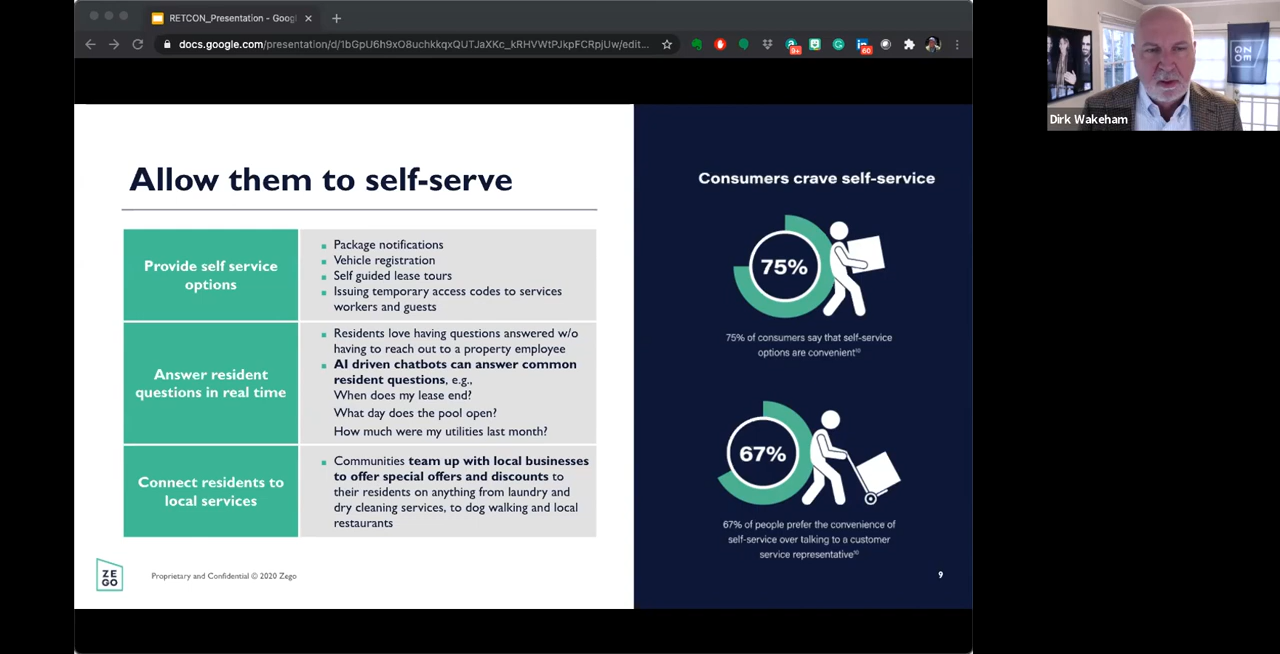 RETCON_Presentation - Googl
docs.google.com/presentation/d/1bGpU6h9xO8uchkkqxQUTJaXKc_kRHVWtPJkpFCRpjUw/edit...
9+
60
ZEGO
Dirk Wakeham
Allow them to self-serve
Provide self service
options
Package notifications
Vehicle registration
Self guided lease tours
Issuing temporary access codes to services
workers and guests
Answer resident
questions in real time
Residents love having questions answered w/o
having to reach out to a property employee
AI driven chatbots can answer common
resident questions, e.g.,
When does my lease end?
What day does the pool open?
How much were my utilities last month?
Connect residents to
local services
Communities team up with local businesses
to offer special offers and discounts to
their residents on anything from laundry and
dry cleaning services, to dog walking and local
restaurants
ZE
GO
Proprietary and Confidential © 2020 Zego
Consumers crave self-service
75%
75% of consumers say that self-service
options are convenient¹⁰
67%
67% of people prefer the convenience of
self-service over talking to a customer
service representative¹⁰
9